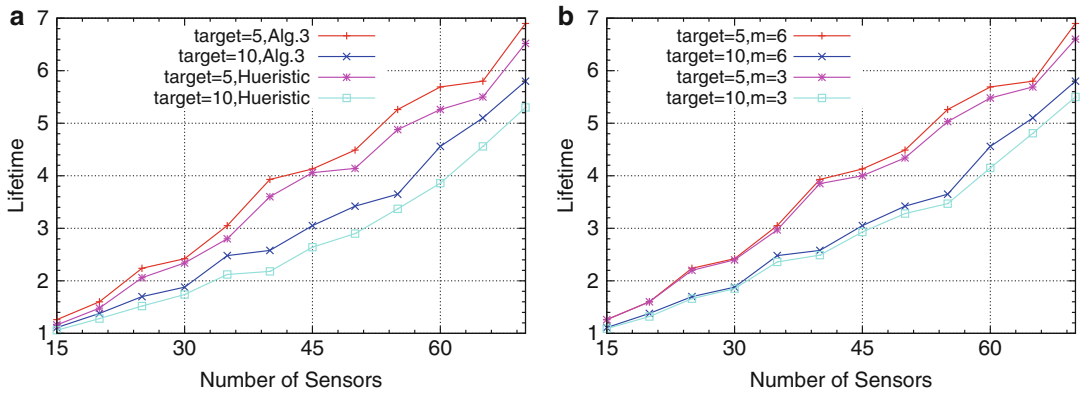 a
7
6
5
4
3
2
1
15
30
45
60
Lifetime
Number of Sensors
target=5,Alg.3
target=10,Alg.3
target=5,Hueristic
target=10,Hueristic
b
7
6
5
4
3
2
1
15
30
45
60
Lifetime
Number of Sensors
target=5,m=6
target=10,m=6
target=5,m=3
target=10,m=3